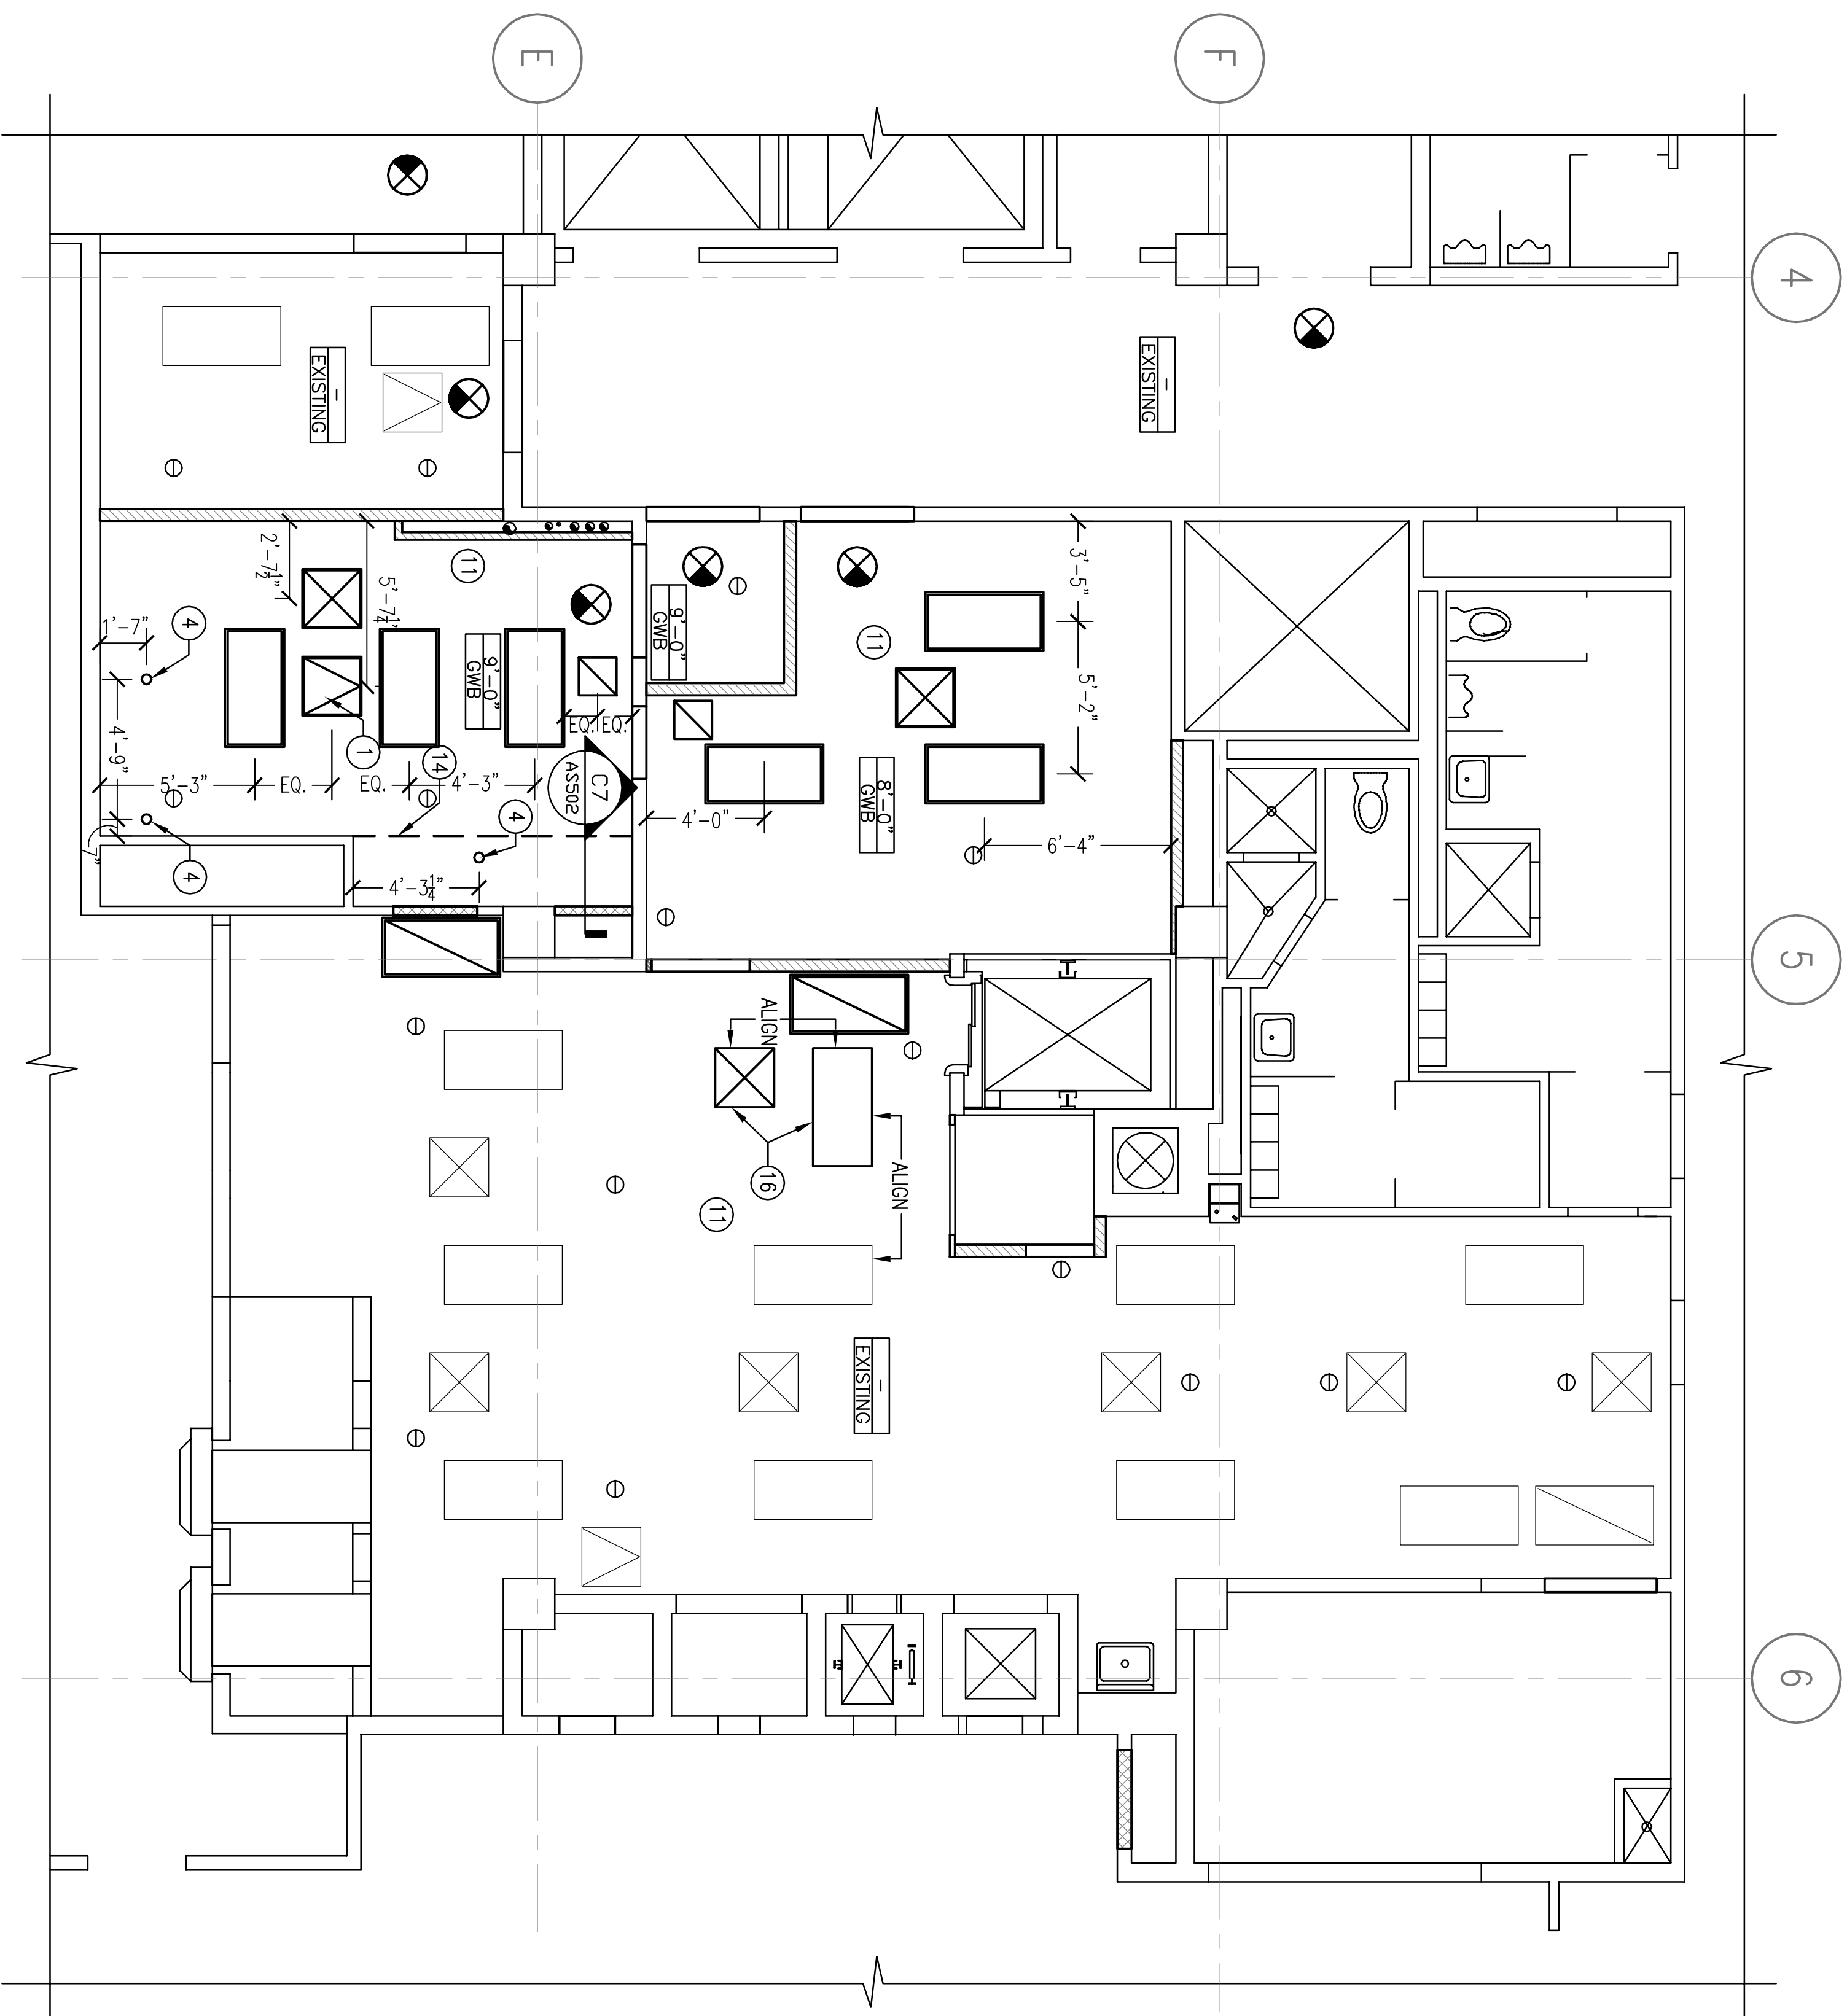 E
F
4
–
EXISTING
–
EXISTING
11
3'-5"
2'-7½"
5'-7¼"
9'-0"
GWB
1'-7"
4
11
9'-0"
GWB
5'-2"
EQ.
EQ.
1
14
4'-9"
5'-3"
EQ.
EQ.
4'-3"
C7
AS502
4
4'-0"
8'-0"
GWB
6'-4"
7"
4
4'-3¼"
5
ALIGN
ALIGN
16
11
–
EXISTING
6